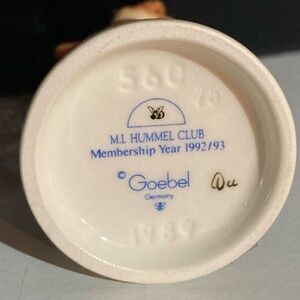 560
M.I. HUMMEL CLUB
Membership Year 1992/93
© Goebel
Germany
1989